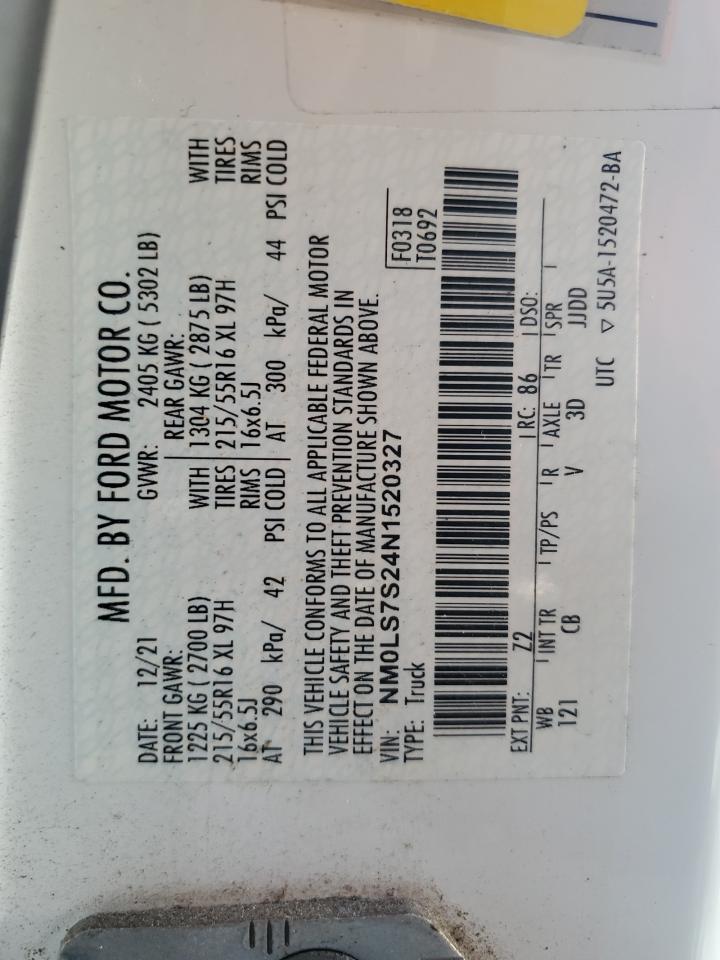 MFD. BY FORD MOTOR CO.
DATE: 12/21 GVWR: 2405 KG ( 5302 LB)
FRONT GAWR: REAR GAWR:
1225 KG ( 2700 LB) WITH 1304 KG ( 2875 LB) WITH
215/55R16 XL 97H TIRES 215/55R16 XL 97H TIRES
16x6.5J RIMS 16x6.5J RIMS
AT 290 kPa/ 42 PSI COLD AT 300 kPa/ 44 PSI COLD
THIS VEHICLE CONFORMS TO ALL APPLICABLE FEDERAL MOTOR
VEHICLE SAFETY AND THEFT PREVENTION STANDARDS IN
EFFECT ON THE DATE OF MANUFACTURE SHOWN ABOVE.
VIN: NM0LS7S24N1520327 F0318
TYPE: Truck T0692
EXT PNT: Z2 RC: 86 DSO:
WB INT TR TP/PS R AXLE TR SPR
121 CB V 3D JJDD
UTC ▽ 5U5A-1520472-BA